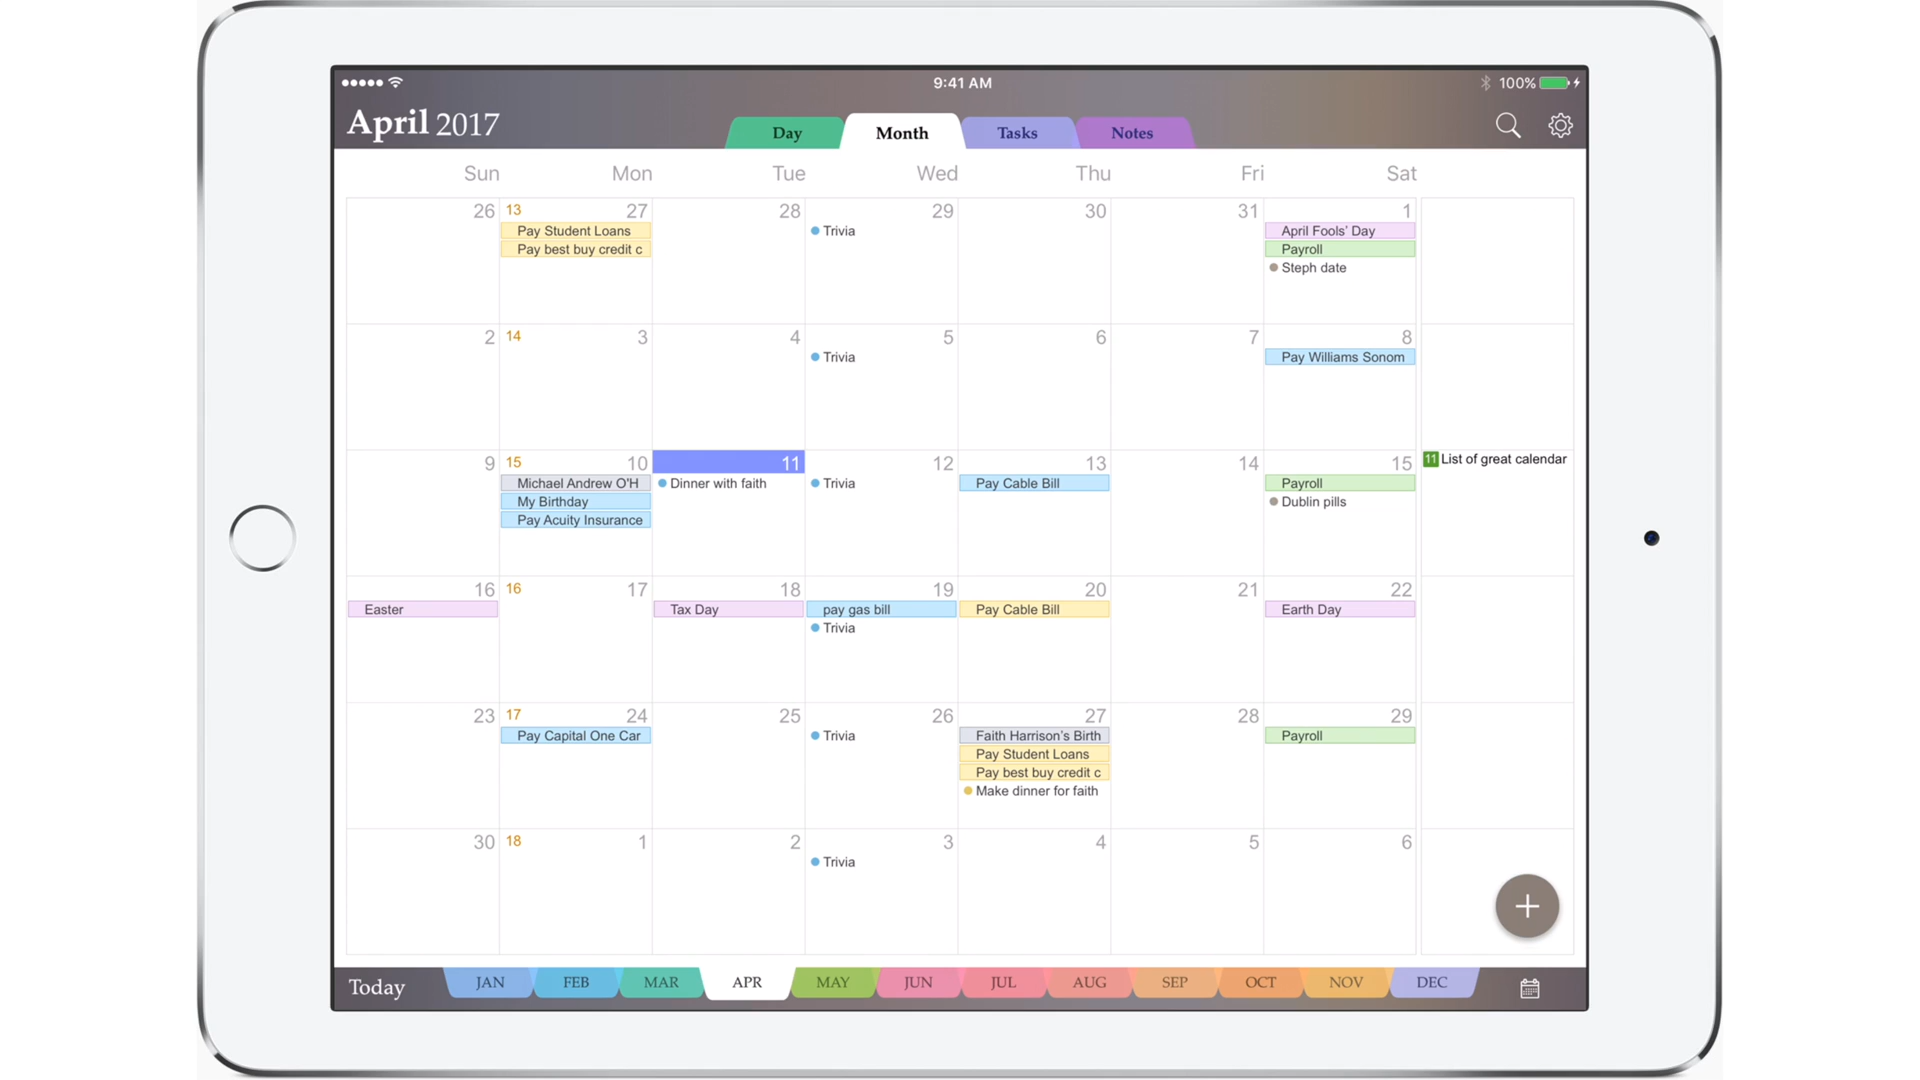 9:41 AM
100%
April 2017
Day
Month
Tasks
Notes
Sun Mon Tue Wed Thu Fri Sat
26 13 27 28 29 30 31 1
Pay Student Loans
Trivia
April Fools' Day
Pay best buy credit c
Payroll
Steph date
2 14 3 4 5 6 7 8
Trivia
Pay Williams Sonom
9 15 10 11 12 13 14 15
11 List of great calendar
Michael Andrew O'H
Dinner with faith
Trivia
Pay Cable Bill
Payroll
My Birthday
Dublin pills
Pay Acuity Insurance
16 16 17 18 19 20 21 22
Easter
Tax Day
pay gas bill
Pay Cable Bill
Earth Day
Trivia
23 17 24 25 26 27 28 29
Pay Capital One Car
Trivia
Faith Harrison's Birth
Payroll
Pay Student Loans
Pay best buy credit c
Make dinner for faith
30 18 1 2 3 4 5 6
Trivia
Today
JAN
FEB
MAR
APR
MAY
JUN
JUL
AUG
SEP
OCT
NOV
DEC